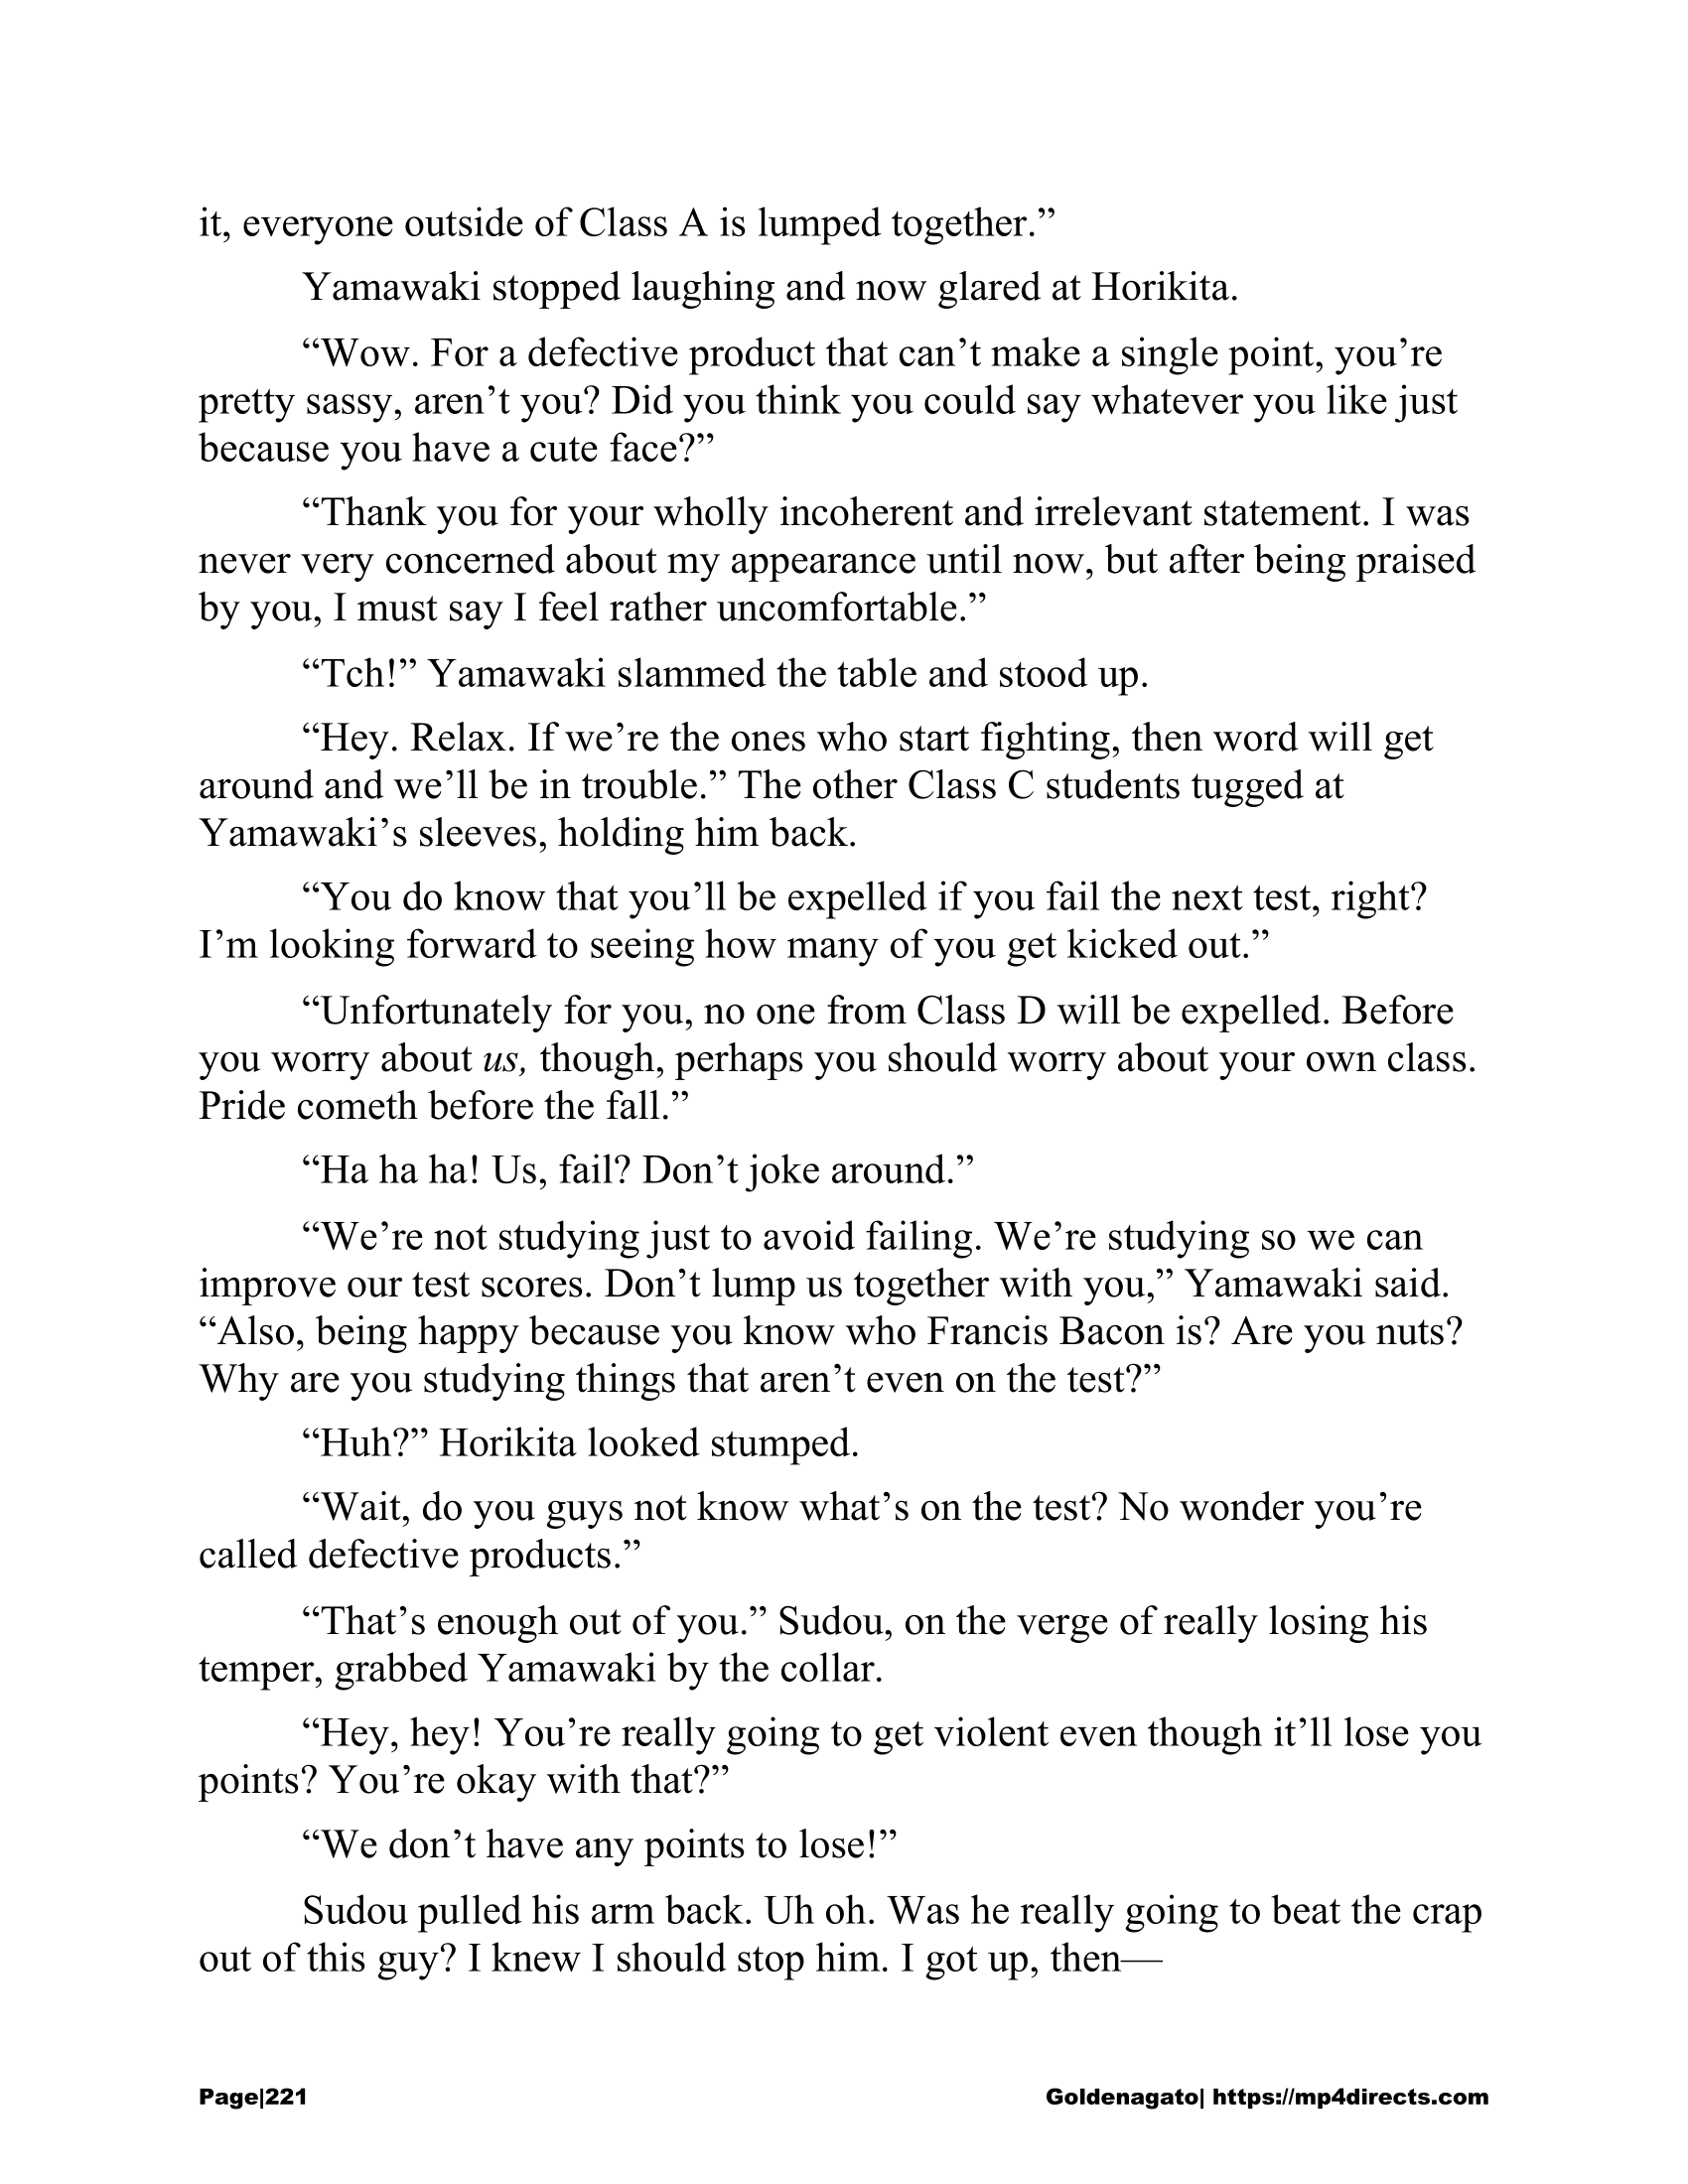 it, everyone outside of Class A is lumped together.”
Yamawaki stopped laughing and now glared at Horikita.
“Wow. For a defective product that can’t make a single point, you’re
pretty sassy, aren’t you? Did you think you could say whatever you like just
because you have a cute face?”
“Thank you for your wholly incoherent and irrelevant statement. I was
never very concerned about my appearance until now, but after being praised
by you, I must say I feel rather uncomfortable.”
“Tch!” Yamawaki slammed the table and stood up.
“Hey. Relax. If we’re the ones who start fighting, then word will get
around and we’ll be in trouble.” The other Class C students tugged at
Yamawaki’s sleeves, holding him back.
“You do know that you’ll be expelled if you fail the next test, right?
I’m looking forward to seeing how many of you get kicked out.”
“Unfortunately for you, no one from Class D will be expelled. Before
you worry about us, though, perhaps you should worry about your own class.
Pride cometh before the fall.”
“Ha ha ha! Us, fail? Don’t joke around.”
“We’re not studying just to avoid failing. We’re studying so we can
improve our test scores. Don’t lump us together with you,” Yamawaki said.
“Also, being happy because you know who Francis Bacon is? Are you nuts?
Why are you studying things that aren’t even on the test?”
“Huh?” Horikita looked stumped.
“Wait, do you guys not know what’s on the test? No wonder you’re
called defective products.”
“That’s enough out of you.” Sudou, on the verge of really losing his
temper, grabbed Yamawaki by the collar.
“Hey, hey! You’re really going to get violent even though it’ll lose you
points? You’re okay with that?”
“We don’t have any points to lose!”
Sudou pulled his arm back. Uh oh. Was he really going to beat the crap
out of this guy? I knew I should stop him. I got up, then—
Page|221 Goldenagato| https://mp4directs.com